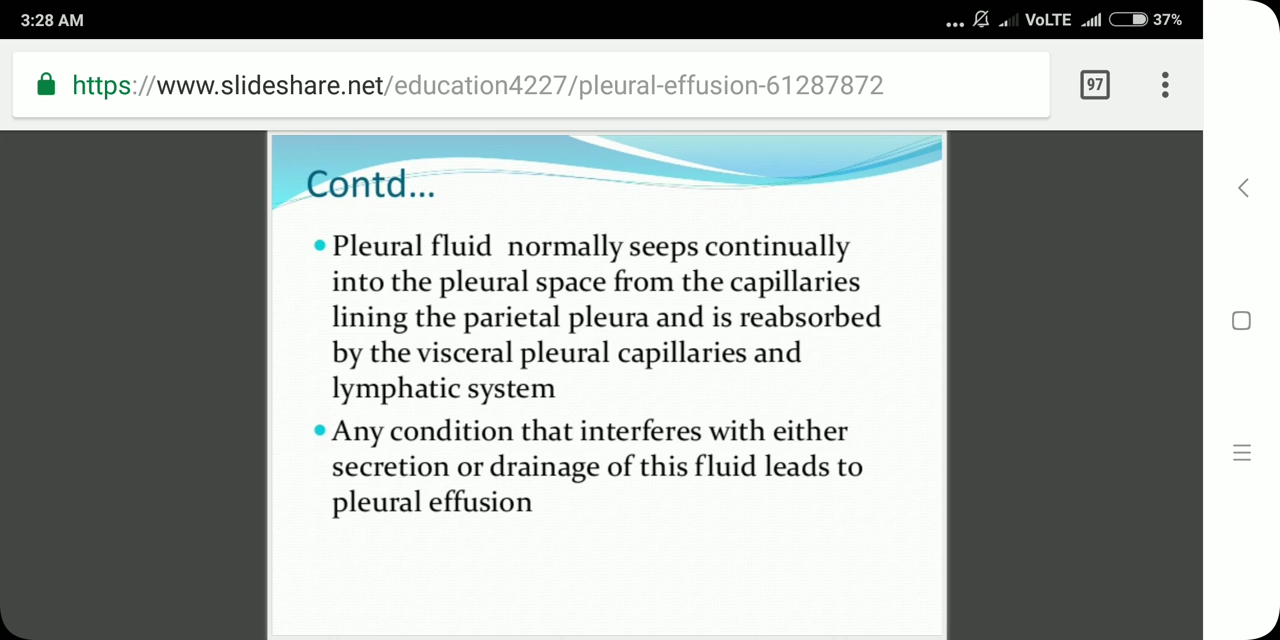 3:28 AM
... VoLTE 37%
https://www.slideshare.net/education4227/pleural-effusion-61287872
97
Contd...
• Pleural fluid  normally seeps continually
into the pleural space from the capillaries
lining the parietal pleura and is reabsorbed
by the visceral pleural capillaries and
lymphatic system
• Any condition that interferes with either
secretion or drainage of this fluid leads to
pleural effusion